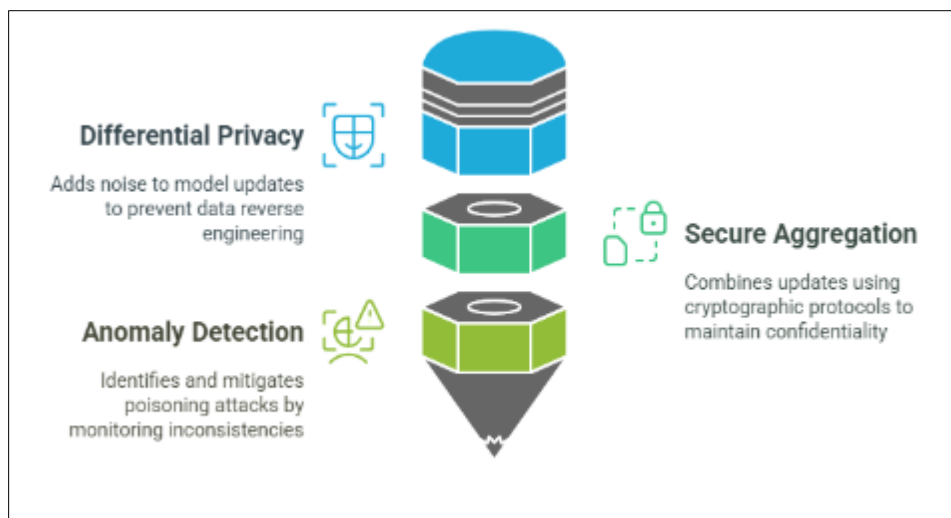 Differential Privacy
Adds noise to model updates
to prevent data reverse
engineering
Secure Aggregation
Combines updates using
cryptographic protocols to
maintain confidentiality
Anomaly Detection
Identifies and mitigates
poisoning attacks by
monitoring inconsistencies